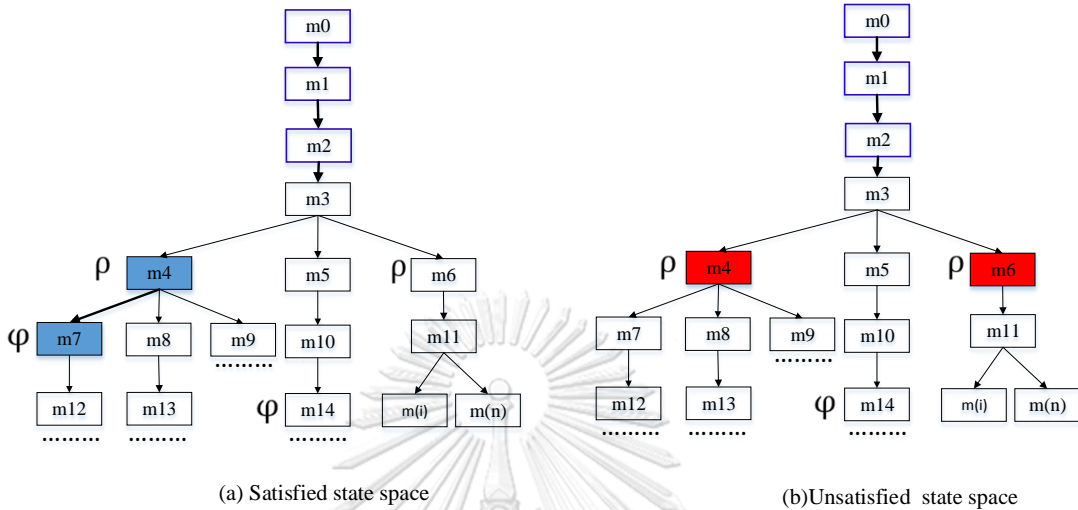 m0
m1
m2
m3
ρ m4 m5 ρ m6
φ m7 m8 m9 m10 m11
………
m12 m13 φ m14 m(i) m(n)
……… ……… ………
(a) Satisfied state space
m0
m1
m2
m3
ρ m4 m5 ρ m6
m7 m8 m9 m10 m11
………
m12 m13 φ m14 m(i) m(n)
……… ……… ………
(b)Unsatisfied state space